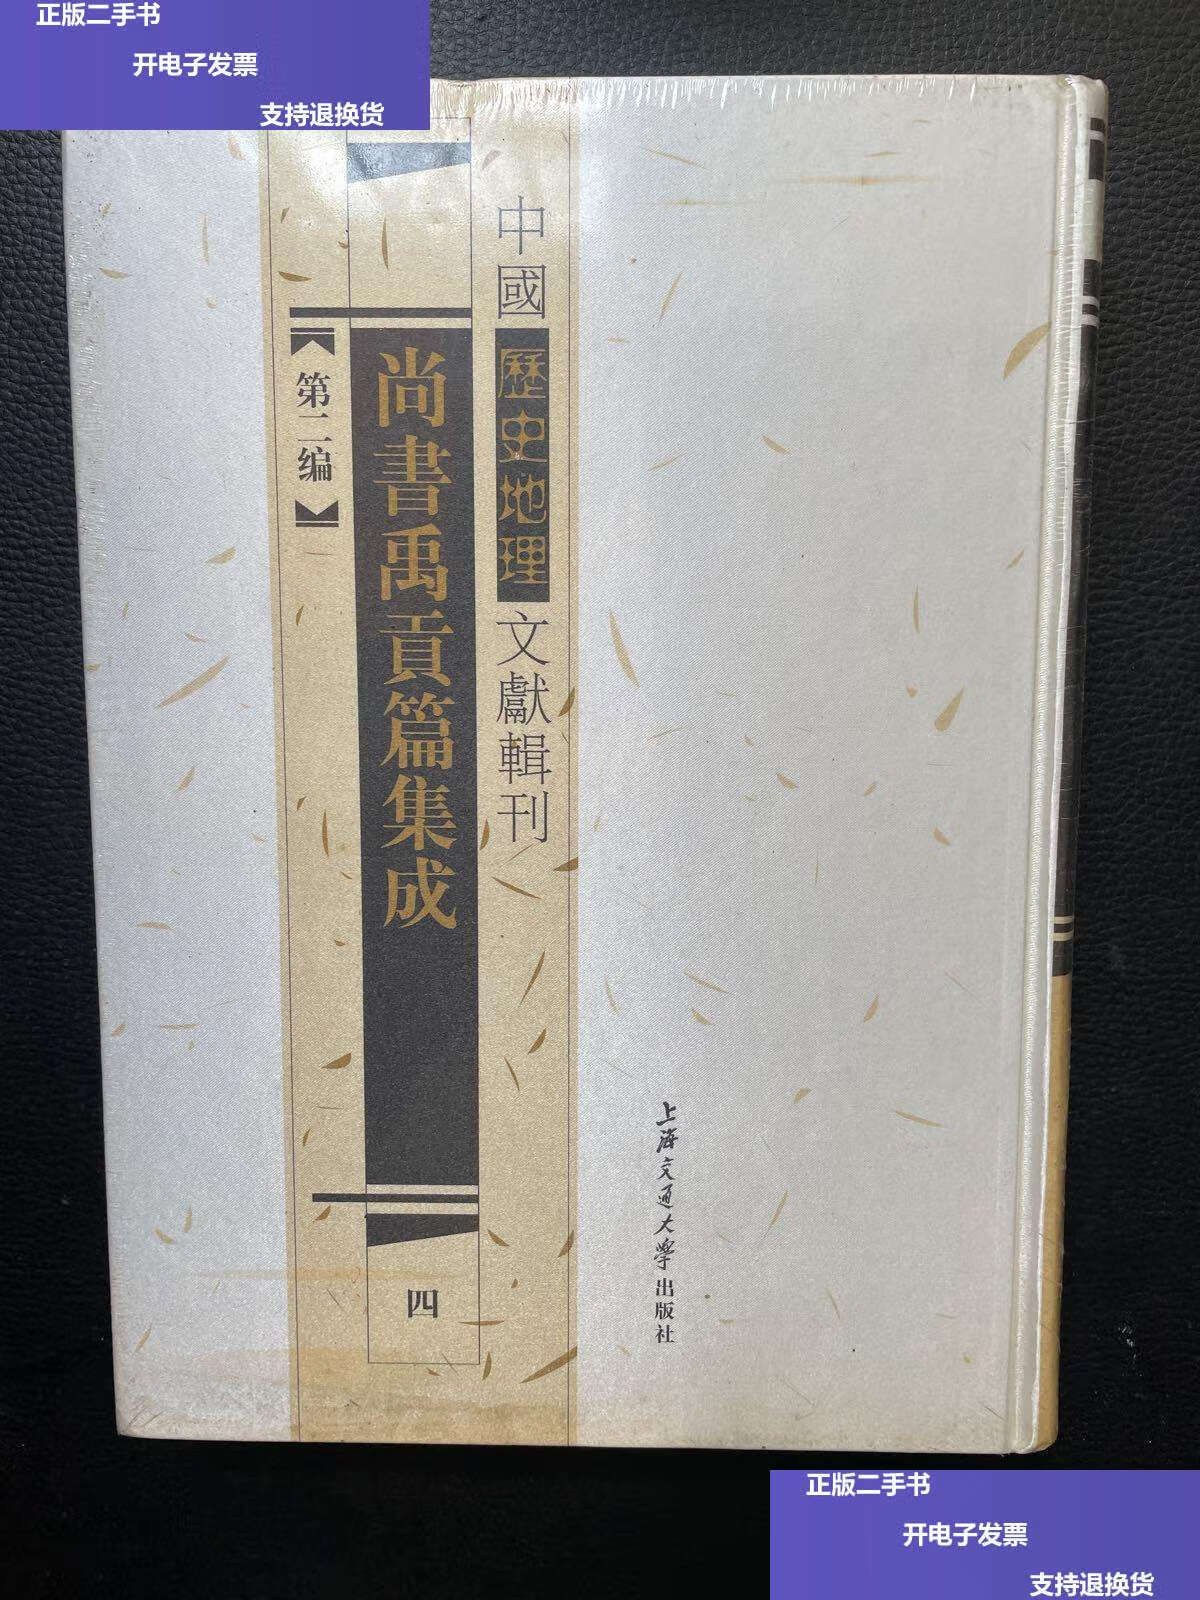 正版二手书
开电子发票
支持退换货
中國歷史地理文獻輯刊
尚書禹貢篇集成
第二编
四
上海交通大学出版社
正版二手书
开电子发票
支持退换货